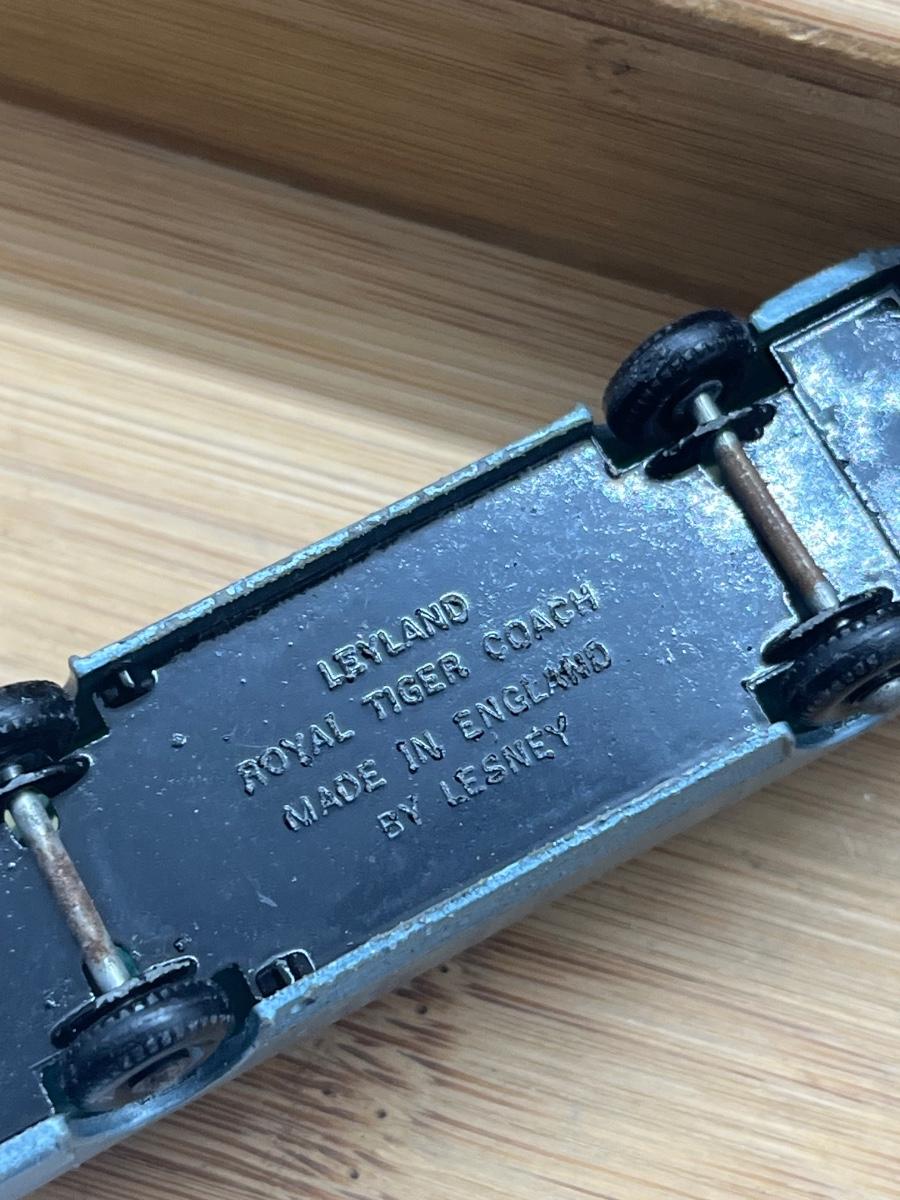 LEYLAND
ROYAL TIGER COACH
MADE IN ENGLAND
BY LESNEY